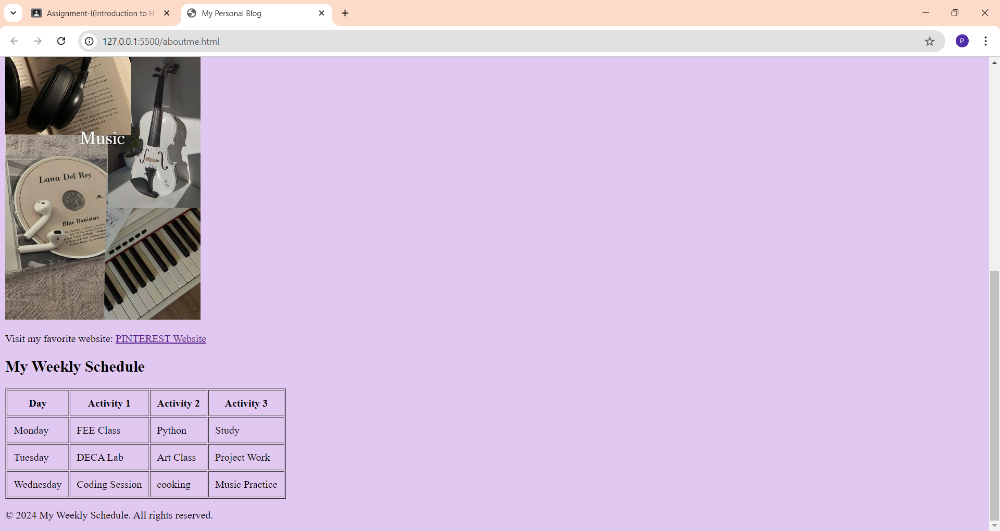 Assignment-I(Introduction to H
My Personal Blog
127.0.0.1:5500/aboutme.html
P
Music
Lana Del Rey
Blue Banisters
Visit my favorite website: PINTEREST Website
My Weekly Schedule
Day Activity 1 Activity 2 Activity 3
Monday FEE Class Python Study
Tuesday DECA Lab Art Class Project Work
Wednesday Coding Session cooking Music Practice
© 2024 My Weekly Schedule. All rights reserved.